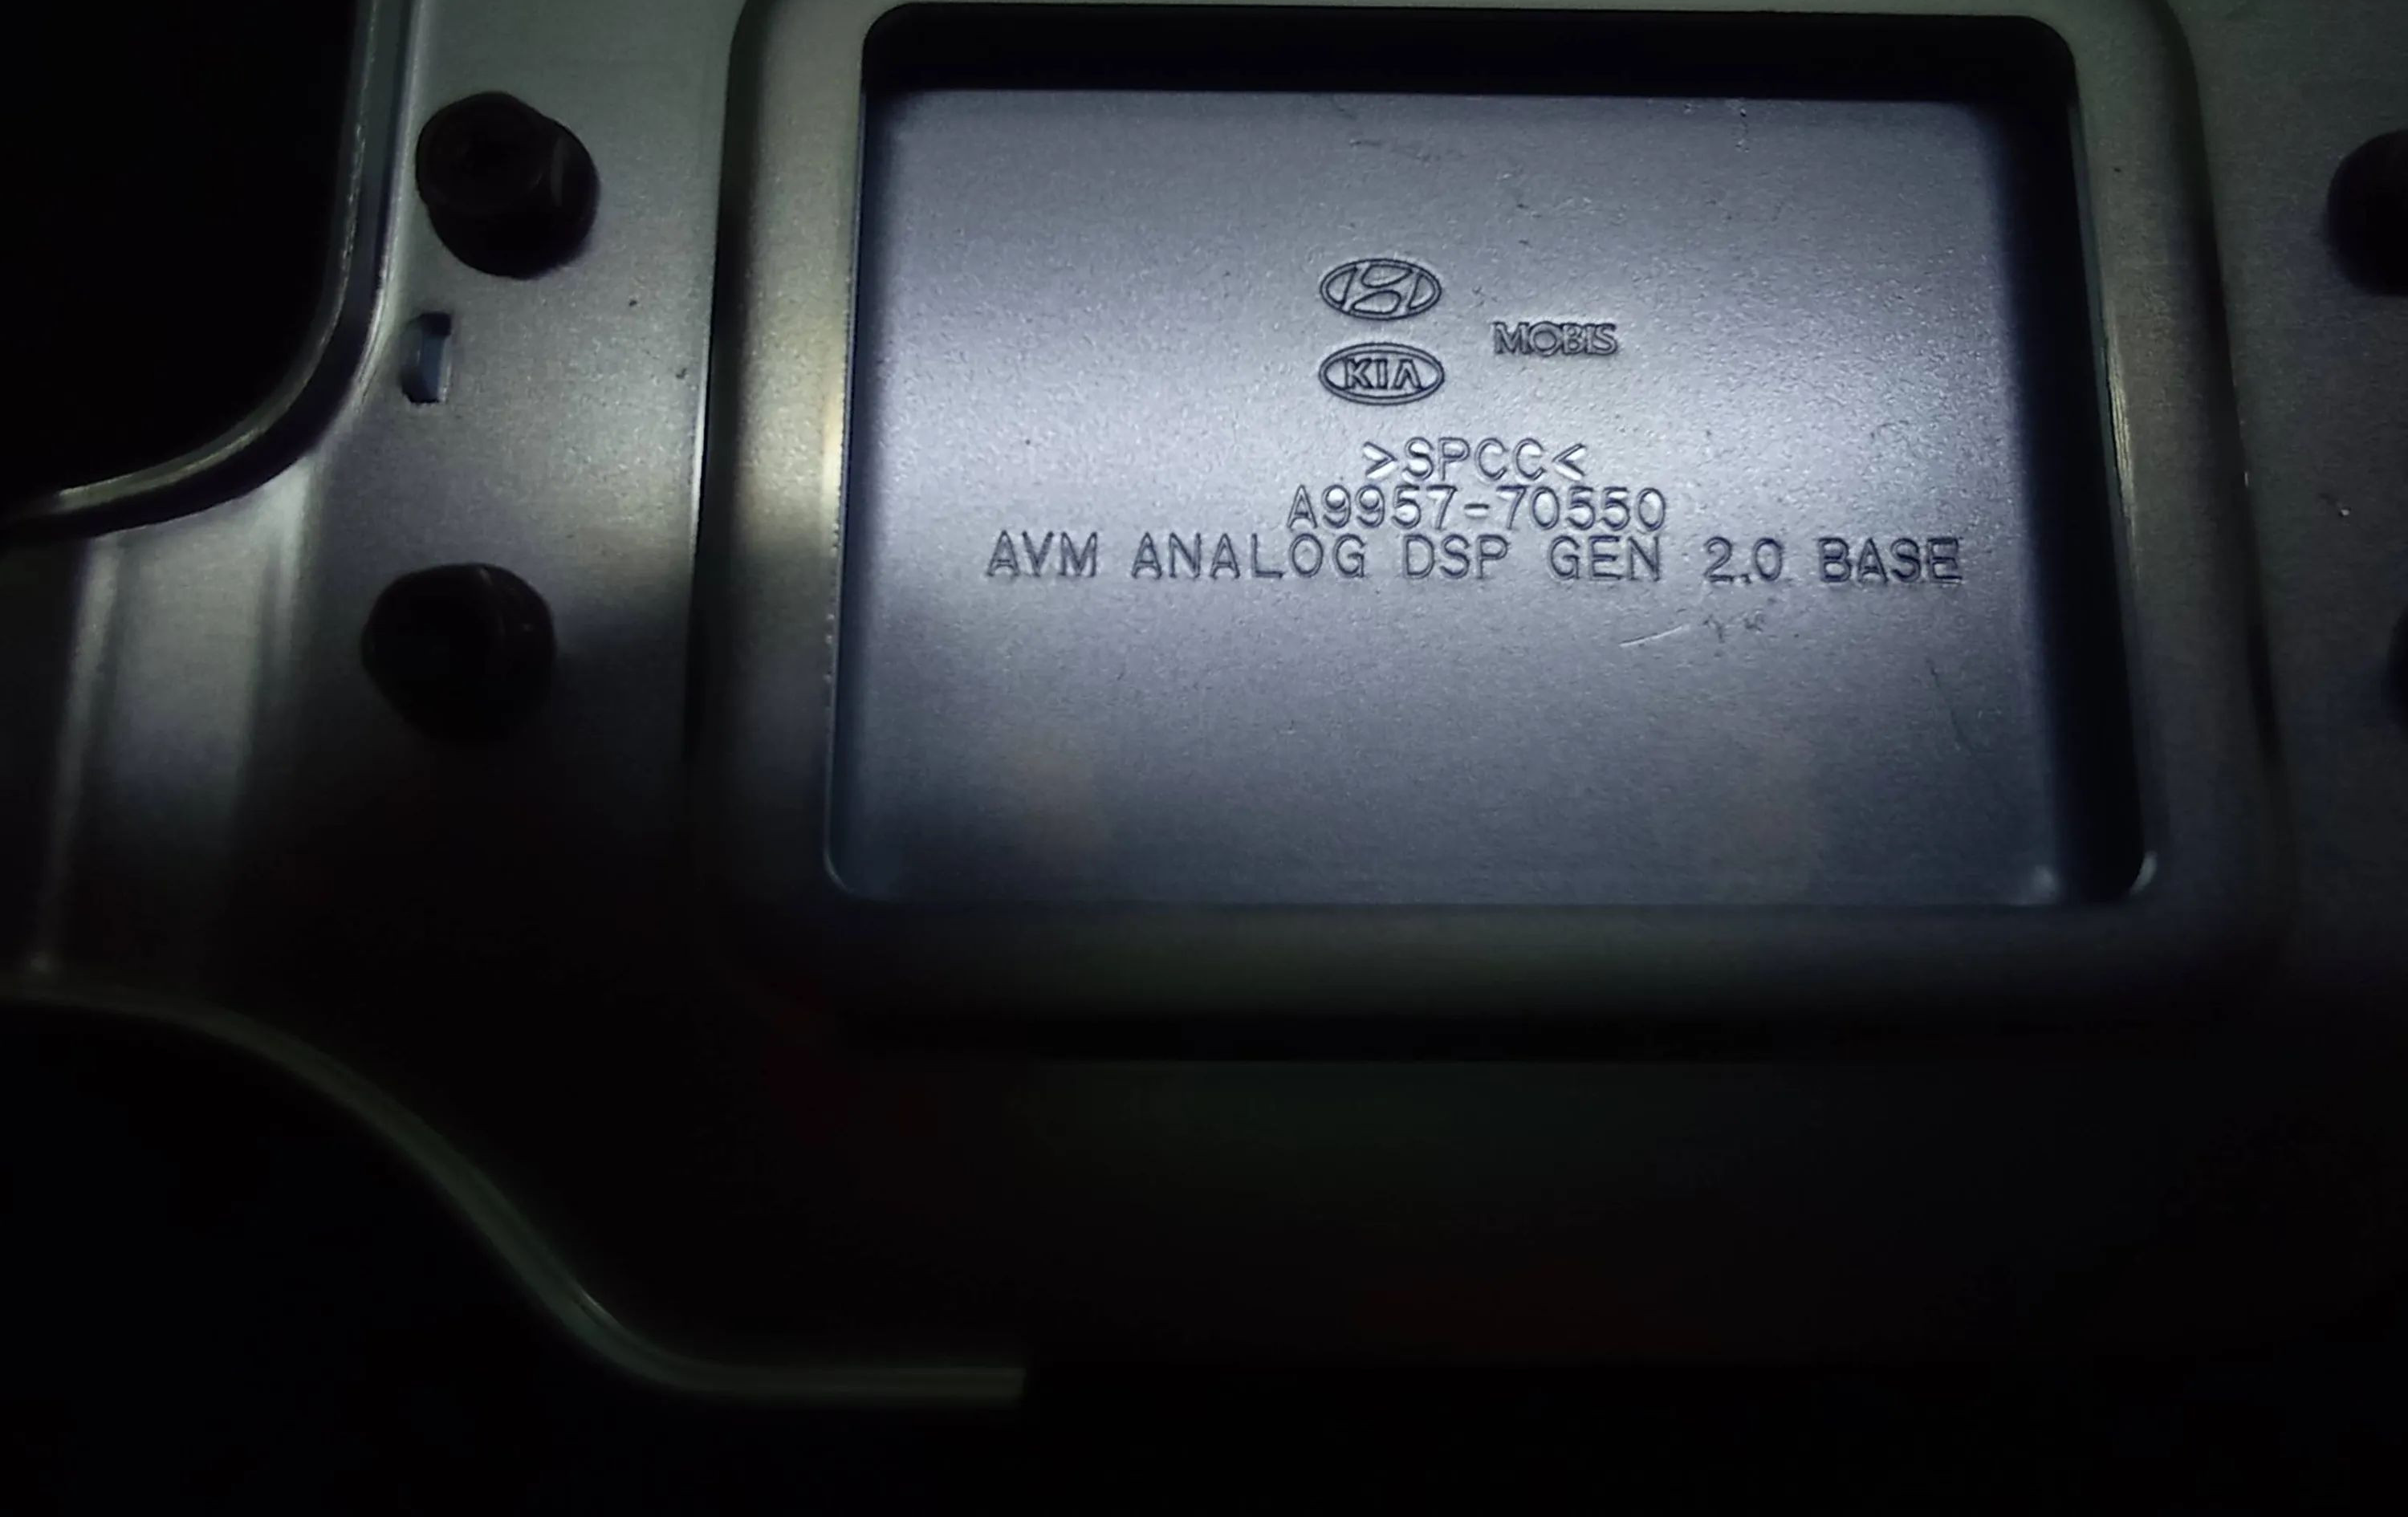 MOBIS
KIA
>SPCC<
A9957-70550
AVM ANALOG DSP GEN 2.0 BASE